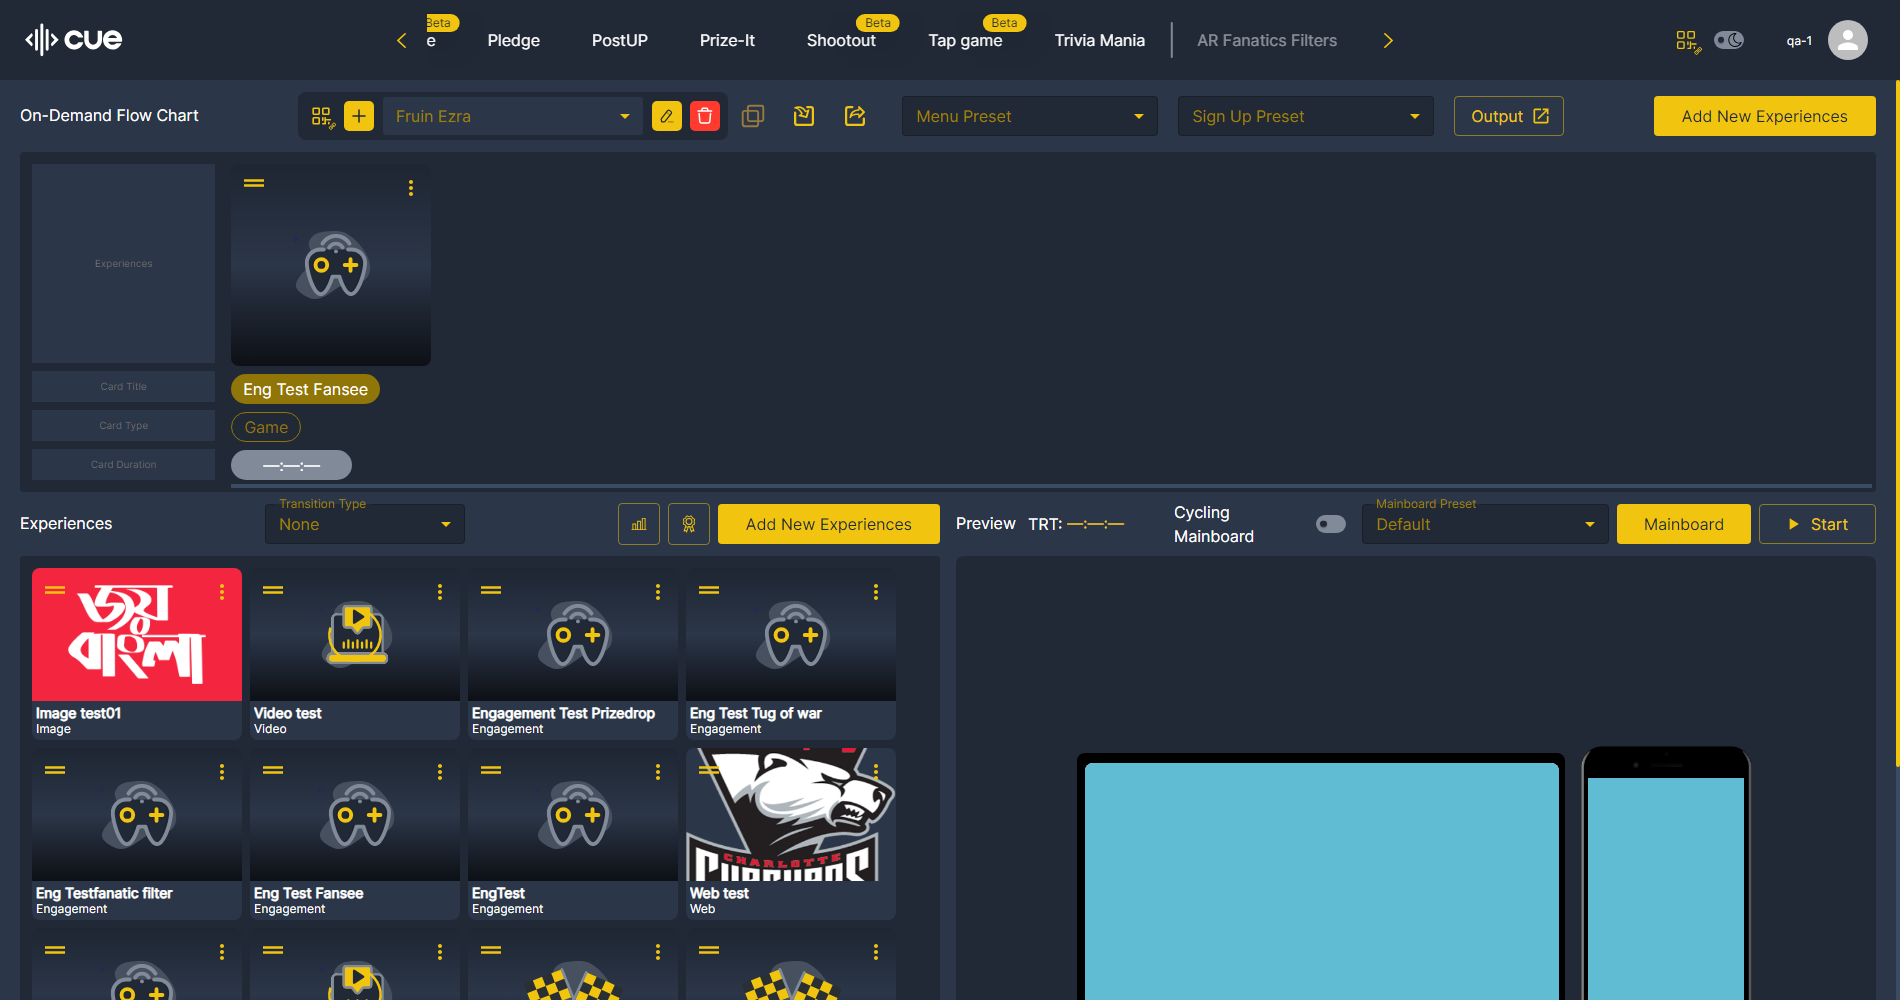 cue
Beta
e
Pledge
PostUP
Prize-It
Shootout
Beta
Tap game
Beta
Trivia Mania
AR Fanatics Filters
qa-1
On-Demand Flow Chart
Fruin Ezra
Menu Preset
Sign Up Preset
Output
Add New Experiences
Experiences
Card Title
Eng Test Fansee
Card Type
Game
Card Duration
—:—:—
Experiences
Transition Type
None
Add New Experiences
Preview
TRT: —:—:—
Cycling
Mainboard
Mainboard Preset
Default
Mainboard
Start
জয়
বাংলা
Image test01
Image
Video test
Video
Engagement Test Prizedrop
Engagement
Eng Test Tug of war
Engagement
Eng Testfanatic filter
Engagement
Eng Test Fansee
Engagement
EngTest
Engagement
CHARLOTTE
Web test
Web